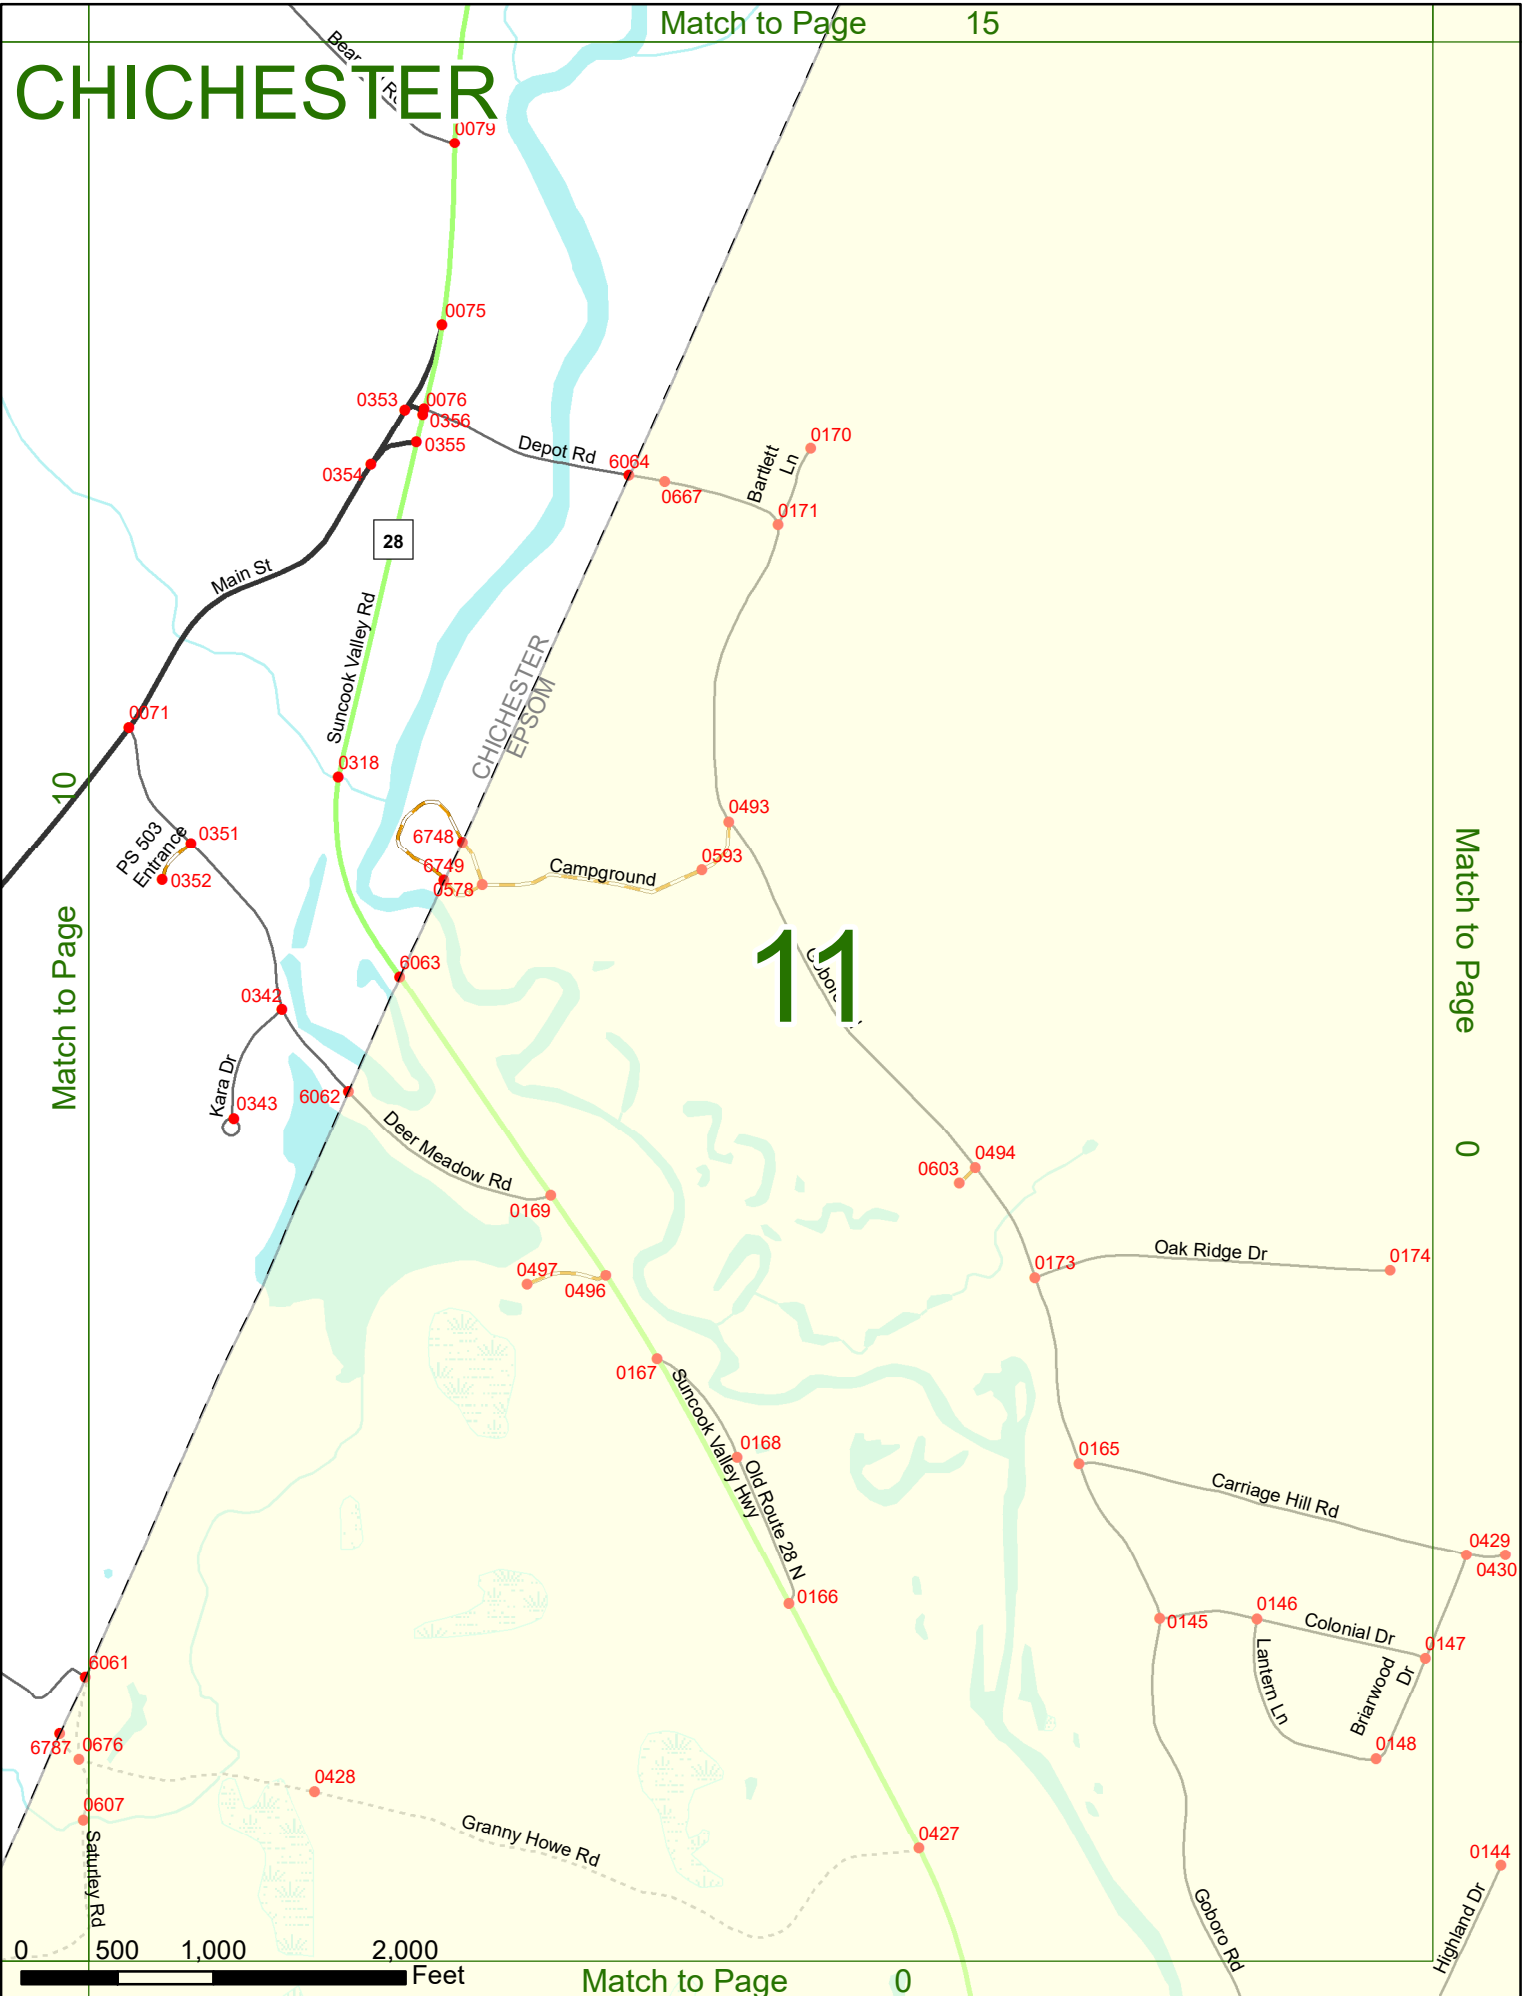 Match to Page 15
CHICHESTER
Bear
Rd
0079
0075
0353
0076
0356
0355
0354
Depot Rd
6064
0667
Bartlett
Ln
0170
0171
28
Main St
Suncook Valley Rd
CHICHESTER
EPSOM
0071
0318
Match to Page 10
PS 503
Entrance
0351
0352
6748
6749
0578
Campground
0593
0493
11
Match to Page 0
6063
0342
Kara Dr
0343
6062
Deer Meadow Rd
0169
0603
0494
0497
0496
0173
Oak Ridge Dr
0174
0167
Suncook Valley Hwy
0168
Old Route 28 N
0166
0165
Carriage Hill Rd
0429
0430
0145
0146
Colonial Dr
0147
Lantern Ln
Briarwood
Dr
0148
6061
6787
0676
0607
0428
Granny Howe Rd
0427
Saturley Rd
Goboro Rd
0144
Highland Dr
0 500 1,000 2,000
Feet
Match to Page 0